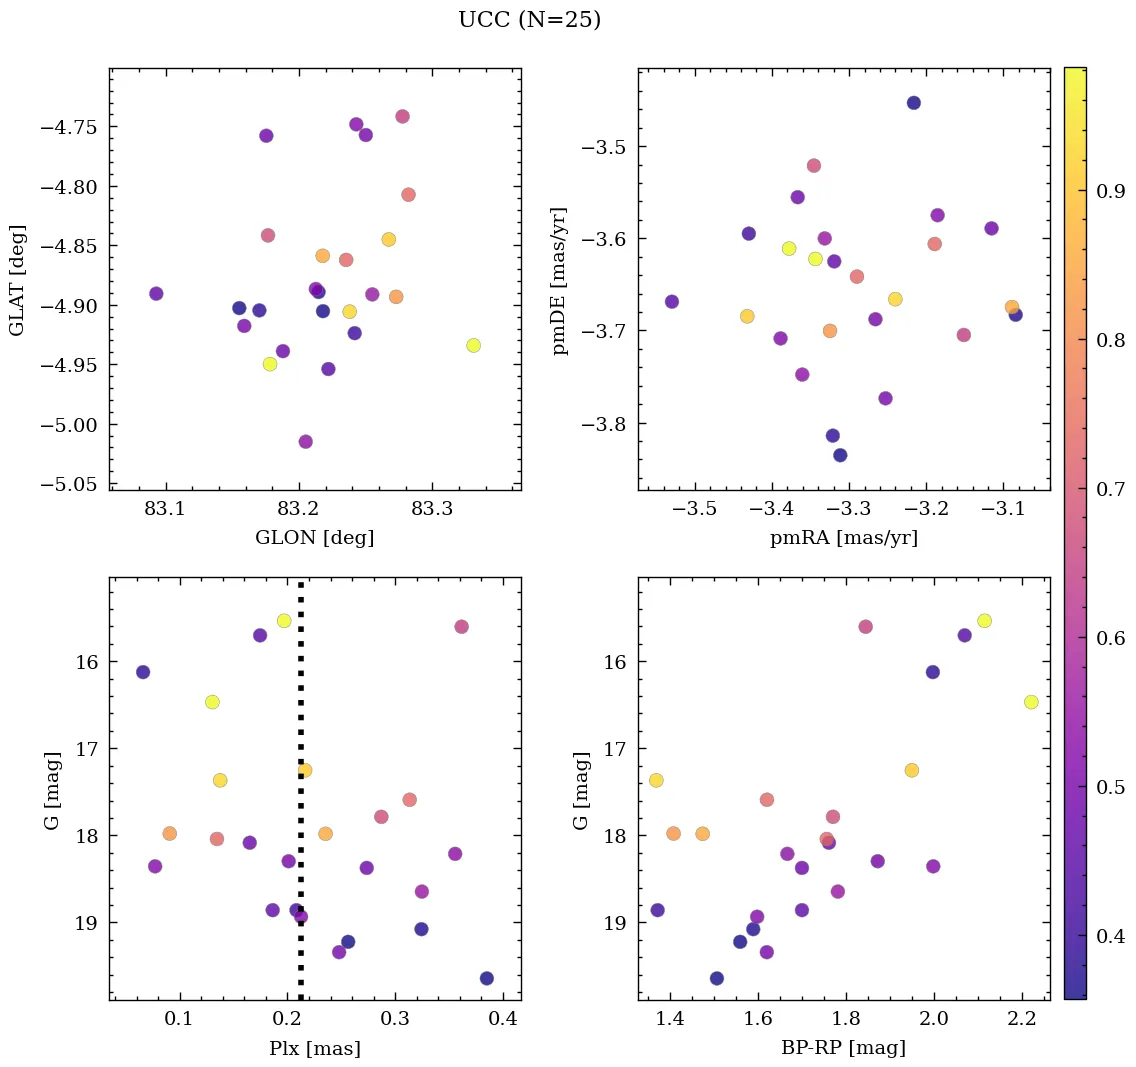 UCC (N=25)
−4.75
−4.80
−4.85
−4.90
−4.95
−5.00
−5.05
GLAT [deg]
83.1 83.2 83.3
GLON [deg]
−3.5
−3.6
−3.7
−3.8
pmDE [mas/yr]
−3.5 −3.4 −3.3 −3.2 −3.1
pmRA [mas/yr]
0.9
0.8
0.7
0.6
0.5
0.4
16
17
18
19
G [mag]
0.1 0.2 0.3 0.4
Plx [mas]
16
17
18
19
G [mag]
1.4 1.6 1.8 2.0 2.2
BP-RP [mag]